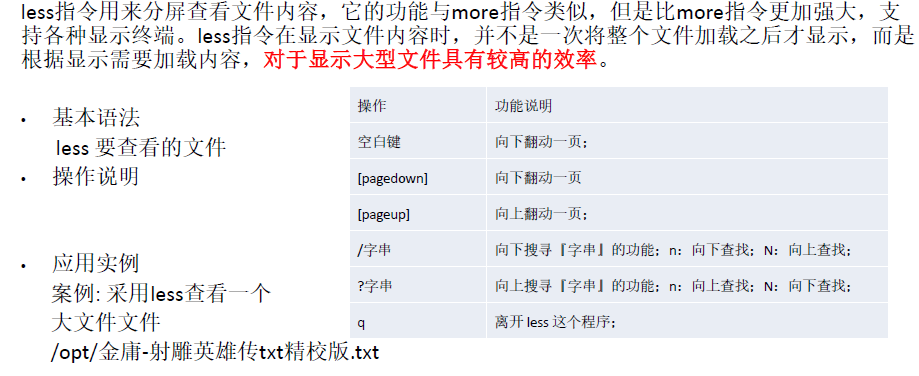 less指令用来分屏查看文件内容，它的功能与more指令类似，但是比more指令更加强大，支
持各种显示终端。less指令在显示文件内容时，并不是一次将整个文件加载之后才显示，而是
根据显示需要加载内容，对于显示大型文件具有较高的效率。
• 基本语法
less 要查看的文件
• 操作说明
操作 功能说明
空白键 向下翻动一页；
[pagedown] 向下翻动一页
[pageup] 向上翻动一页；
/字串 向下搜寻『字串』的功能；n：向下查找；N：向上查找；
?字串 向上搜寻『字串』的功能；n：向上查找；N：向下查找；
q 离开 less 这个程序；
• 应用实例
案例: 采用less查看一个
大文件文件
/opt/金庸-射雕英雄传txt精校版.txt